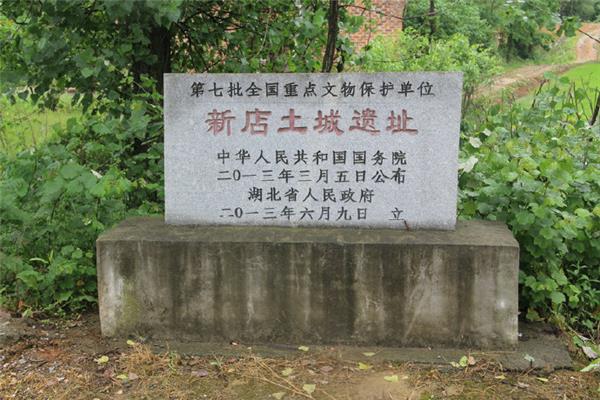 第七批全国重点文物保护单位
新店土城遗址
中华人民共和国国务院
二0一三年三月五日公布
湖北省人民政府
二0一三年六月九日 立